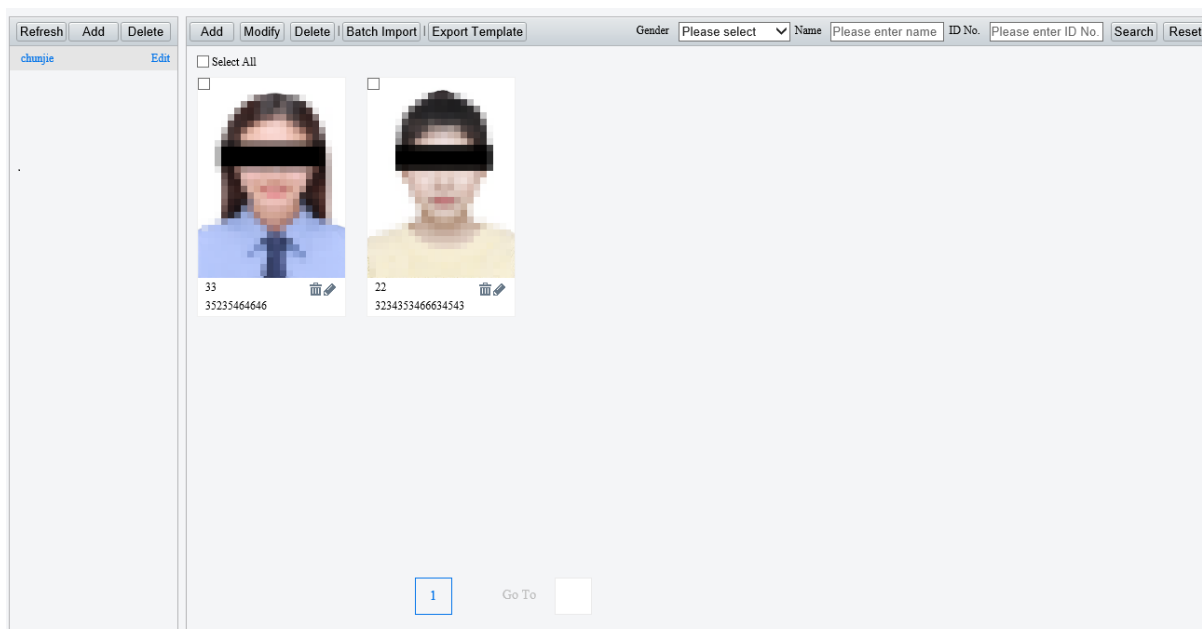 Refresh Add Delete
chunjie Edit
.
Add Modify Delete | Batch Import | Export Template Gender Please select Name Please enter name ID No. Please enter ID No. Search Reset
Select All
33
35235464646
22
3234353466634543
1 Go To